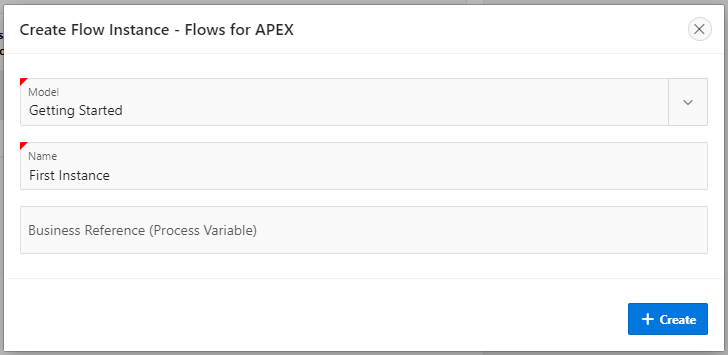 Create Flow Instance - Flows for APEX
Model
Getting Started
Name
First Instance
Business Reference (Process Variable)
+ Create